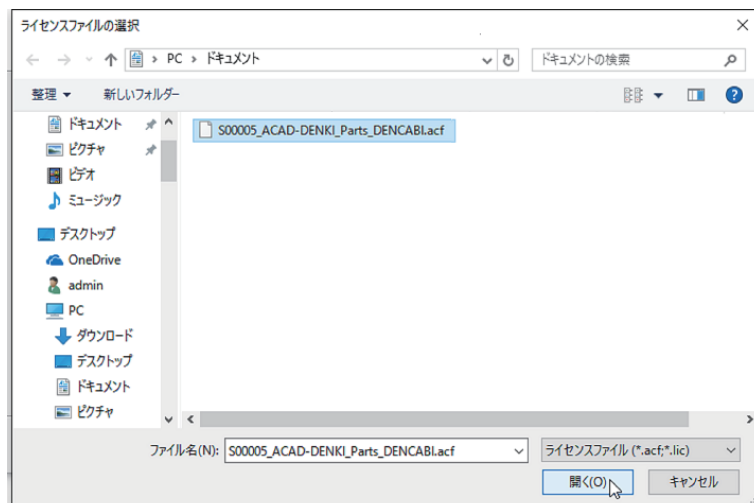 ライセンスファイルの選択
PC ドキュメント
ドキュメントの検索
整理 新しいフォルダー
ドキュメント
ピクチャ
ビデオ
ミュージック
デスクトップ
OneDrive
admin
PC
ダウンロード
デスクトップ
ドキュメント
ピクチャ
S00005_ACAD-DENKI_Parts_DENCABI.acf
ファイル名(N): S00005_ACAD-DENKI_Parts_DENCABI.acf
ライセンスファイル (*.acf;*.lic)
開く(O) キャンセル